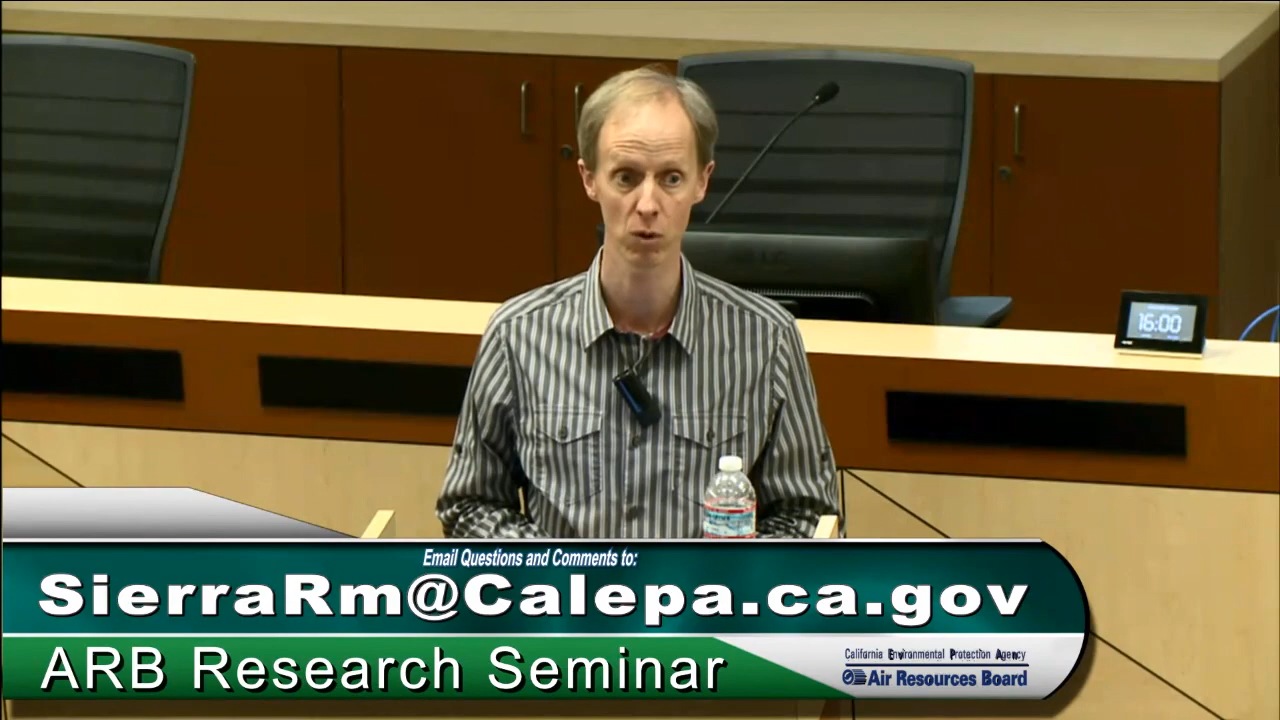 16:00
Email Questions and Comments to:
SierraRm@Calepa.ca.gov
ARB Research Seminar
California Environmental Protection Agency
Air Resources Board